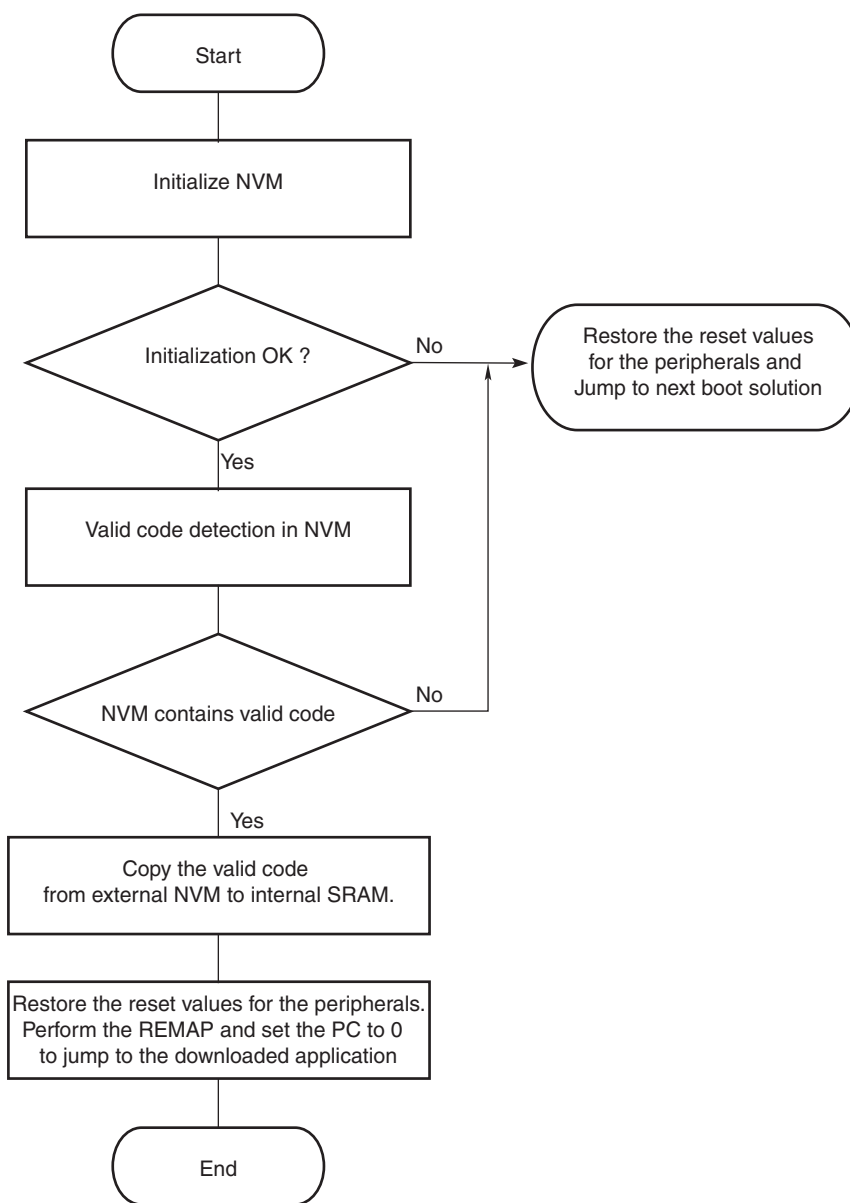 Start
Initialize NVM
Initialization OK ?
No
Restore the reset values
for the peripherals and
Jump to next boot solution
Yes
Valid code detection in NVM
NVM contains valid code
No
Yes
Copy the valid code
from external NVM to internal SRAM.
Restore the reset values for the peripherals.
Perform the REMAP and set the PC to 0
to jump to the downloaded application
End